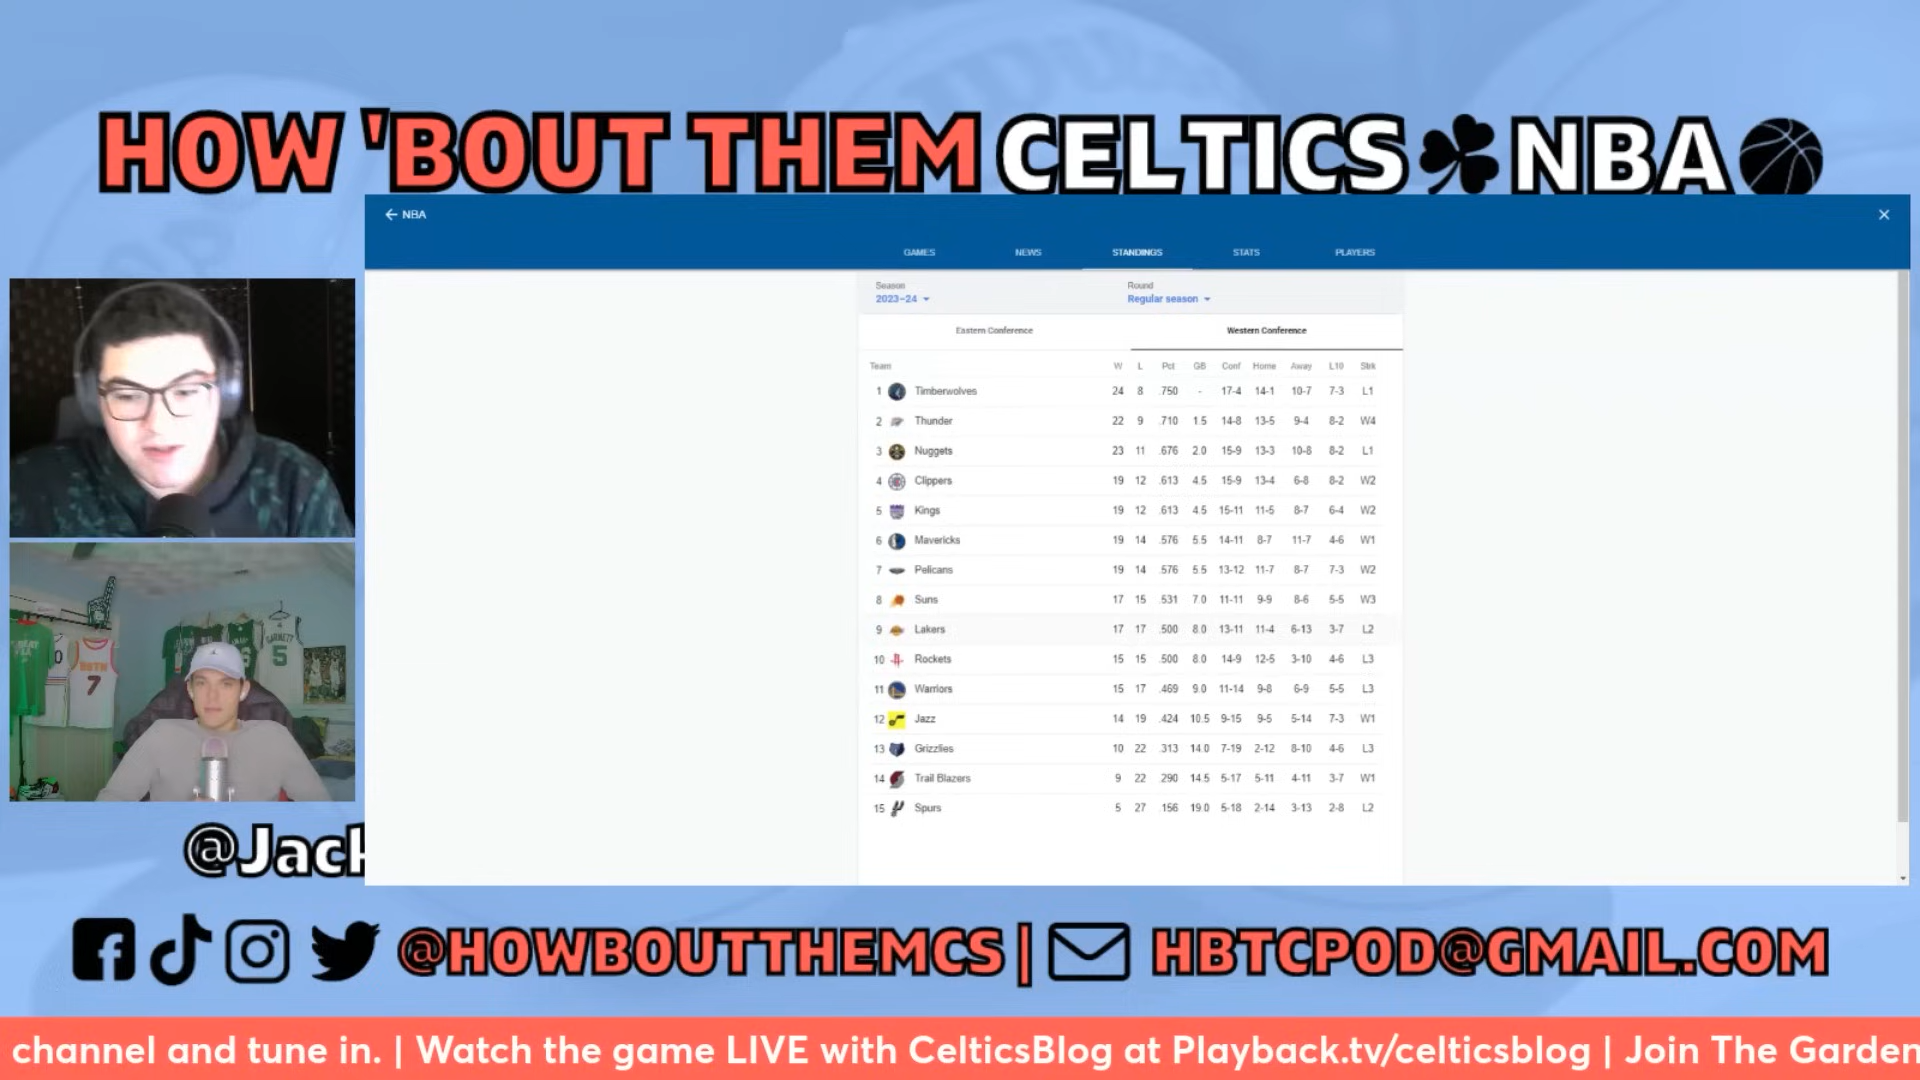 HOW 'BOUT THEM CELTICS NBA
NBA
GAMES NEWS STANDINGS STATS PLAYERS
Season Round
2023–24 Regular season
Eastern Conference Western Conference
Team W L Pct GB Conf Home Away L10 Strk
1 Timberwolves 24 8 .750 - 17-4 14-1 10-7 7-3 L1
2 Thunder 22 9 .710 1.5 14-8 13-5 9-4 8-2 W4
3 Nuggets 23 11 .676 2.0 15-9 13-3 10-8 8-2 L1
4 Clippers 19 12 .613 4.5 15-9 13-4 6-8 8-2 W2
5 Kings 19 12 .613 4.5 15-11 11-5 8-7 6-4 W2
6 Mavericks 19 14 .576 5.5 14-11 8-7 11-7 4-6 W1
7 Pelicans 19 14 .576 5.5 13-12 11-7 8-7 7-3 W2
8 Suns 17 15 .531 7.0 11-11 9-9 8-6 5-5 W3
9 Lakers 17 17 .500 8.0 13-11 11-4 6-13 3-7 L2
10 Rockets 15 15 .500 8.0 14-9 12-5 3-10 4-6 L3
11 Warriors 15 17 .469 9.0 11-14 9-8 6-9 5-5 L3
12 Jazz 14 19 .424 10.5 9-15 9-5 5-14 7-3 W1
13 Grizzlies 10 22 .313 14.0 7-19 2-12 8-10 4-6 L3
14 Trail Blazers 9 22 .290 14.5 5-17 5-11 4-11 3-7 W1
15 Spurs 5 27 .156 19.0 5-18 2-14 3-13 2-8 L2
GARNETT
5
7
@Jack
@HOWBOUTTHEMCS | HBTCPOD@GMAIL.COM
channel and tune in. | Watch the game LIVE with CelticsBlog at Playback.tv/celticsblog | Join The Garden